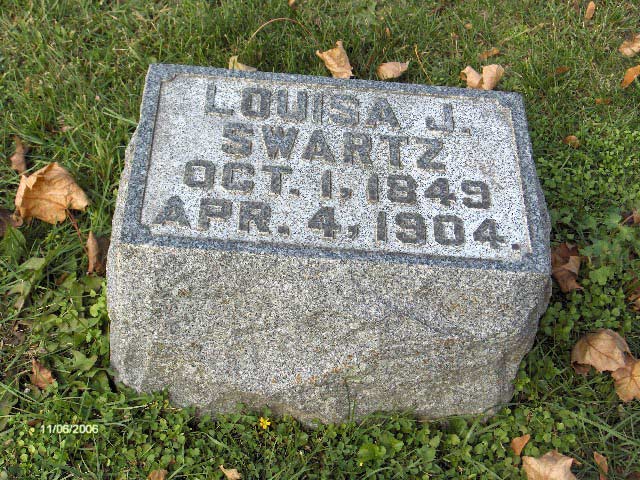 LOUISA J.
SWARTZ
OCT. 1, 1849
APR. 4, 1904.
11/06/2006